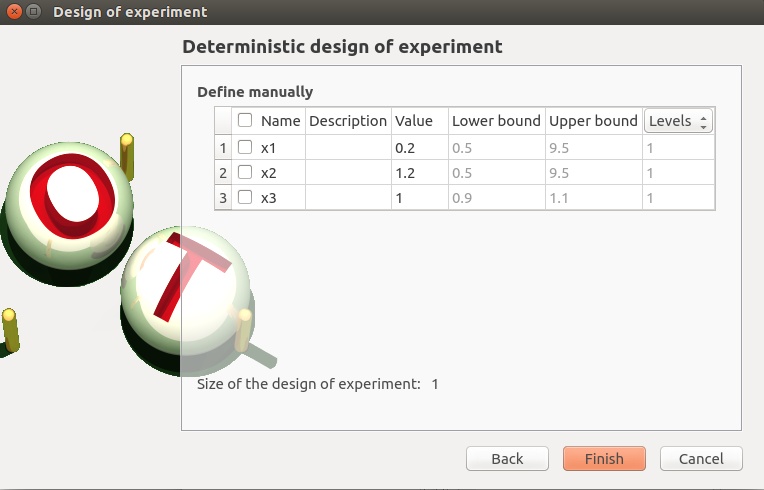 Design of experiment
Deterministic design of experiment
Define manually
Name Description Value Lower bound Upper bound Levels
1 x1 0.2 0.5 9.5 1
2 x2 1.2 0.5 9.5 1
3 x3 1 0.9 1.1 1
O
T
Size of the design of experiment: 1
Back Finish Cancel